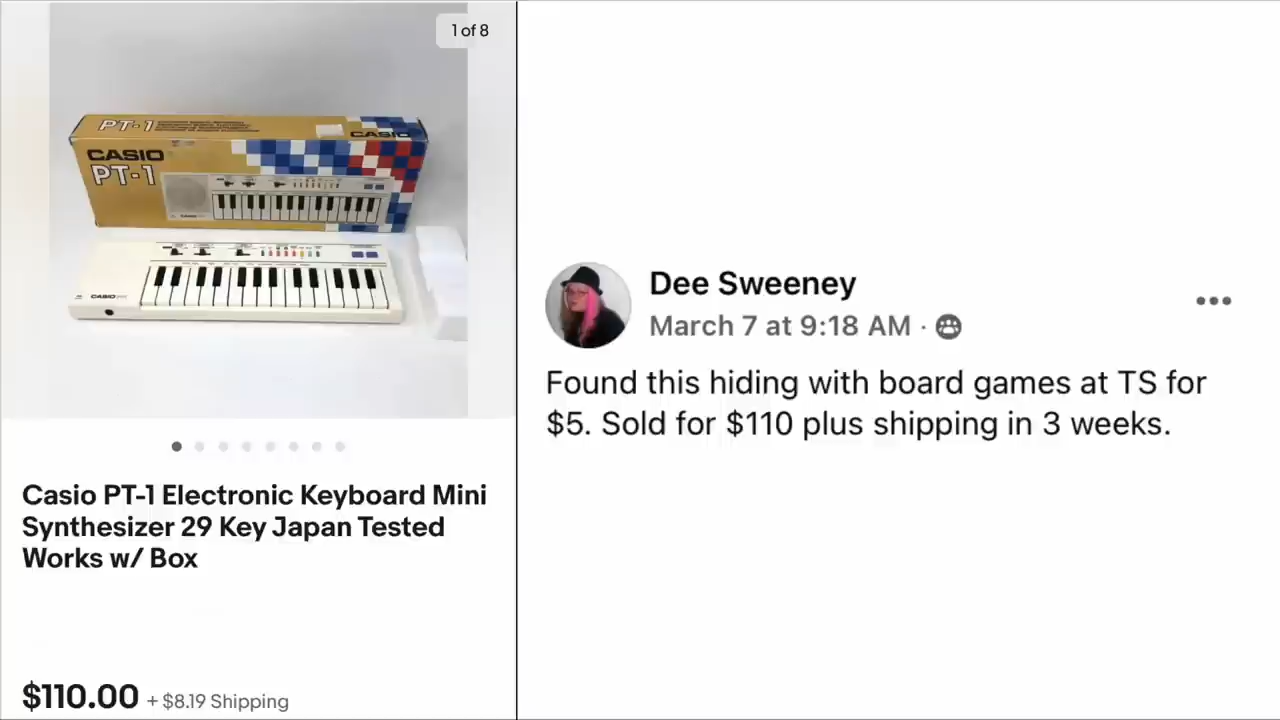 1 of 8
PT-1
CASIO
CASIO
PT-1
CASIO
Casio PT-1 Electronic Keyboard Mini
Synthesizer 29 Key Japan Tested
Works w/ Box
$110.00 + $8.19 Shipping
Dee Sweeney
March 7 at 9:18 AM ·
Found this hiding with board games at TS for
$5. Sold for $110 plus shipping in 3 weeks.